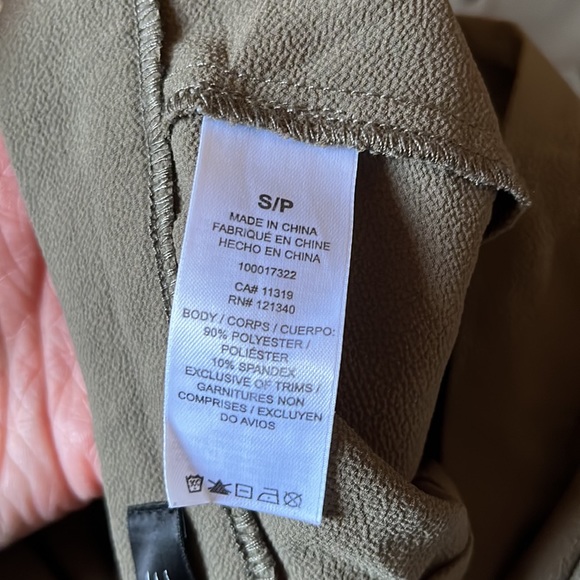 S/P
MADE IN CHINA
FABRIQUÉ EN CHINE
HECHO EN CHINA
100017322
CA# 11319
RN# 121340
BODY / CORPS / CUERPO:
90% POLYESTER /
POLIÉSTER
10% SPANDEX
EXCLUSIVE OF TRIMS /
GARNITURES NON
COMPRISES / EXCLUYEN
DO AVIOS